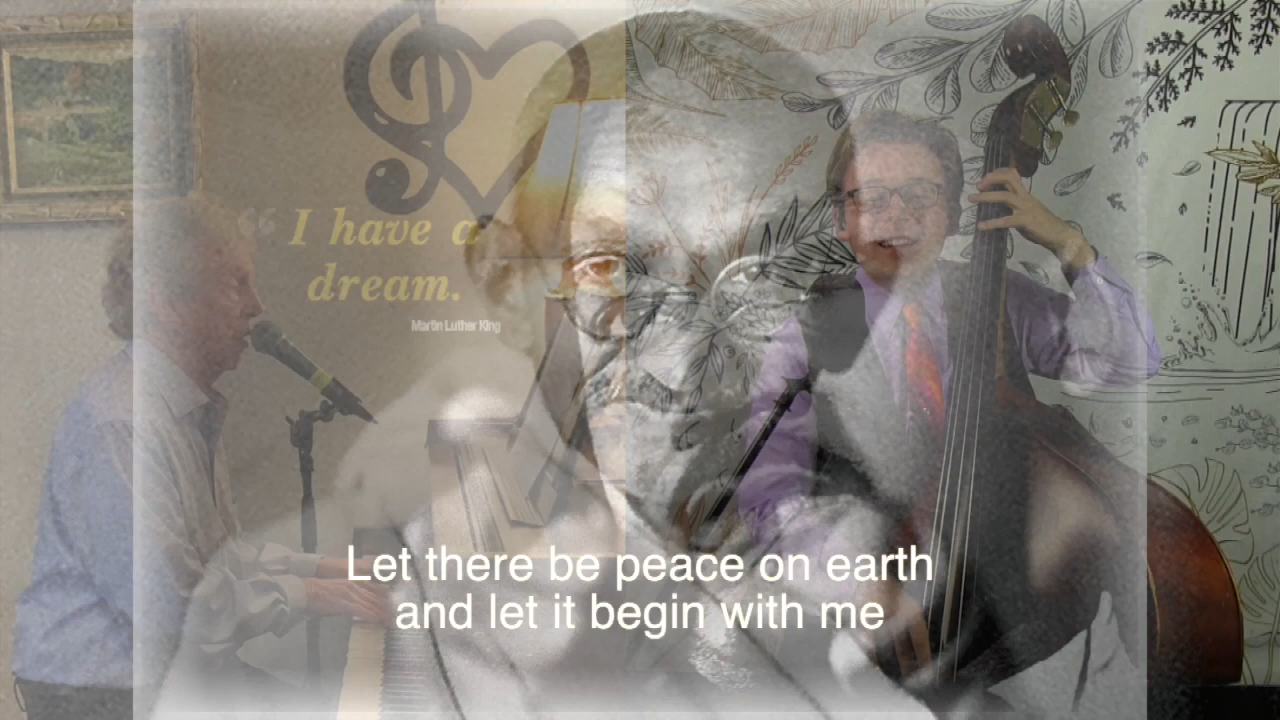 “ I have a
dream.
Martin Luther King
Let there be peace on earth
and let it begin with me